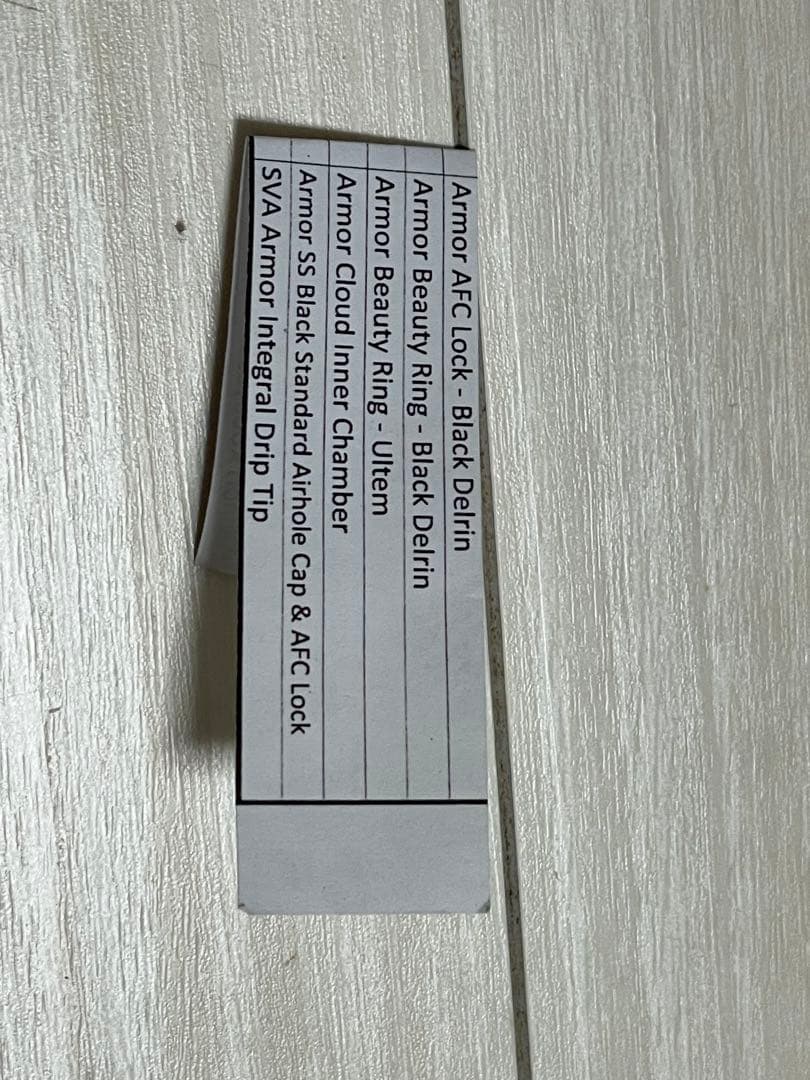 Armor AFC Lock - Black Delrin
Armor Beauty Ring - Black Delrin
Armor Beauty Ring - Ultem
Armor Cloud Inner Chamber
Armor SS Black Standard Airhole Cap & AFC Lock
SVA Armor Integral Drip Tip